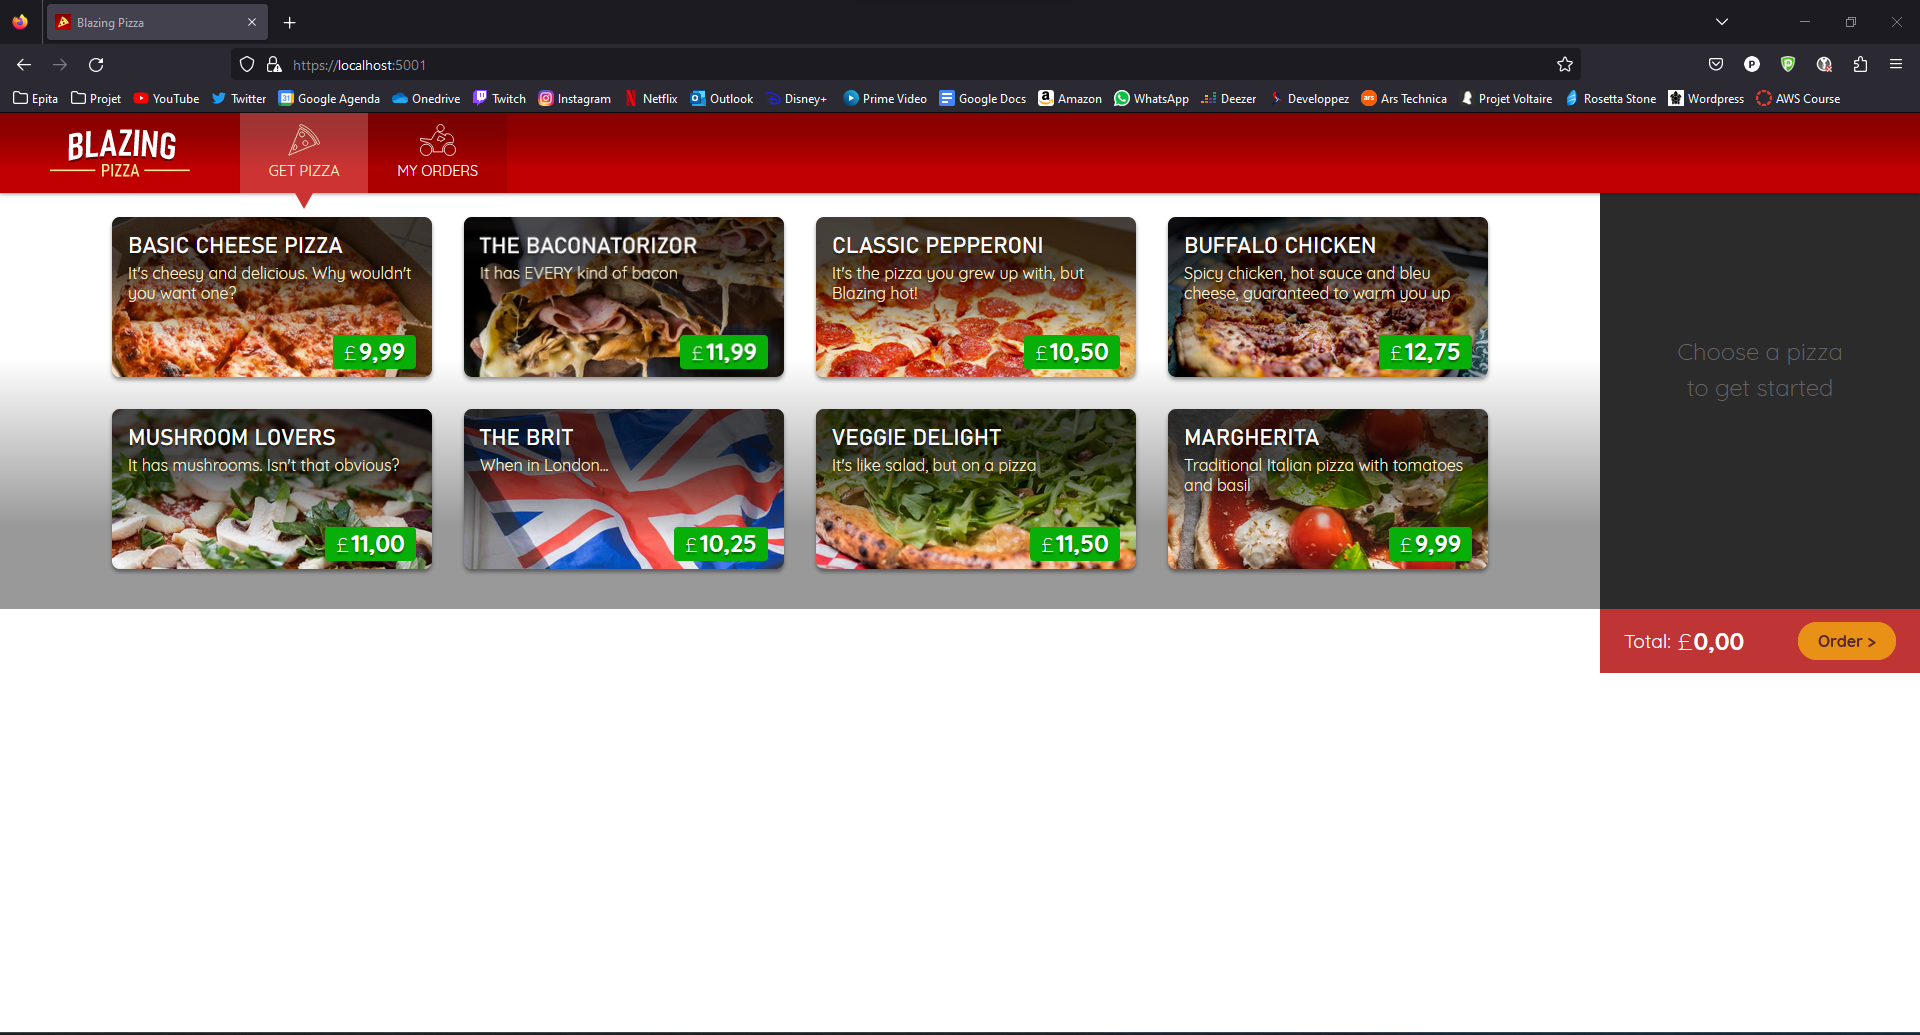 Blazing Pizza
https://localhost:5001
Epita Projet YouTube Twitter Google Agenda Onedrive Twitch Instagram Netflix Outlook Disney+ Prime Video Google Docs Amazon WhatsApp Deezer Developpez Ars Technica Projet Voltaire Rosetta Stone Wordpress AWS Course
BLAZING
PIZZA
GET PIZZA
MY ORDERS
BASIC CHEESE PIZZA
It's cheesy and delicious. Why wouldn't
you want one?
£9,99
THE BACONATORIZOR
It has EVERY kind of bacon
£11,99
CLASSIC PEPPERONI
It's the pizza you grew up with, but
Blazing hot!
£10,50
BUFFALO CHICKEN
Spicy chicken, hot sauce and bleu
cheese, guaranteed to warm you up
£12,75
MUSHROOM LOVERS
It has mushrooms. Isn't that obvious?
£11,00
THE BRIT
When in London...
£10,25
VEGGIE DELIGHT
It's like salad, but on a pizza
£11,50
MARGHERITA
Traditional Italian pizza with tomatoes
and basil
£9,99
Choose a pizza
to get started
Total: £0,00
Order >